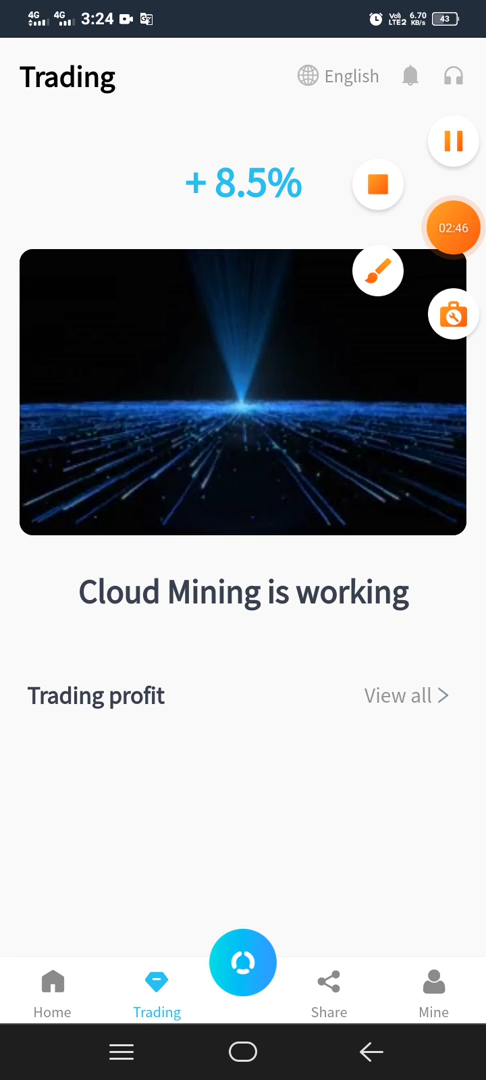 4G 4G 3:24 Vol) LTE2 6.70 KB/s 43
Trading English
+ 8.5%
02:46
Cloud Mining is working
Trading profit View all >
Home Trading Share Mine